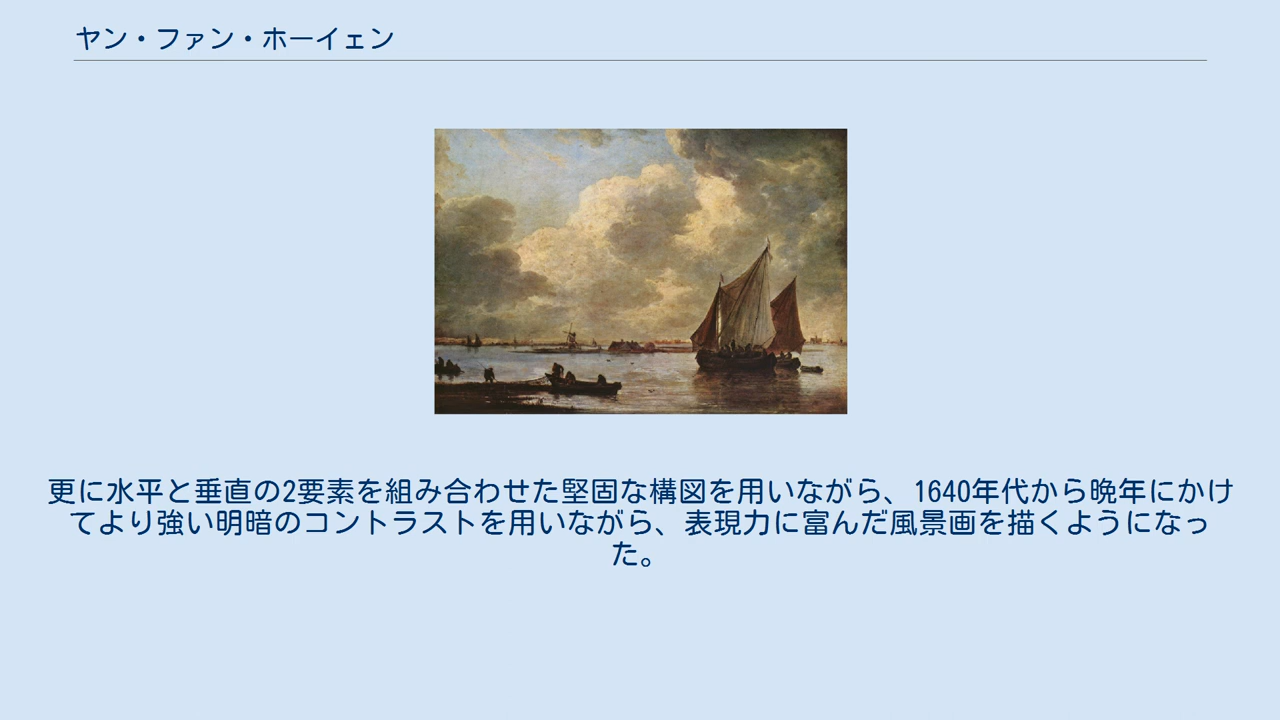 ヤン・ファン・ホーイェン
更に水平と垂直の2要素を組み合わせた堅固な構図を用いながら、1640年代から晩年にかけ
てより強い明暗のコントラストを用いながら、表現力に富んだ風景画を描くようになっ
た。